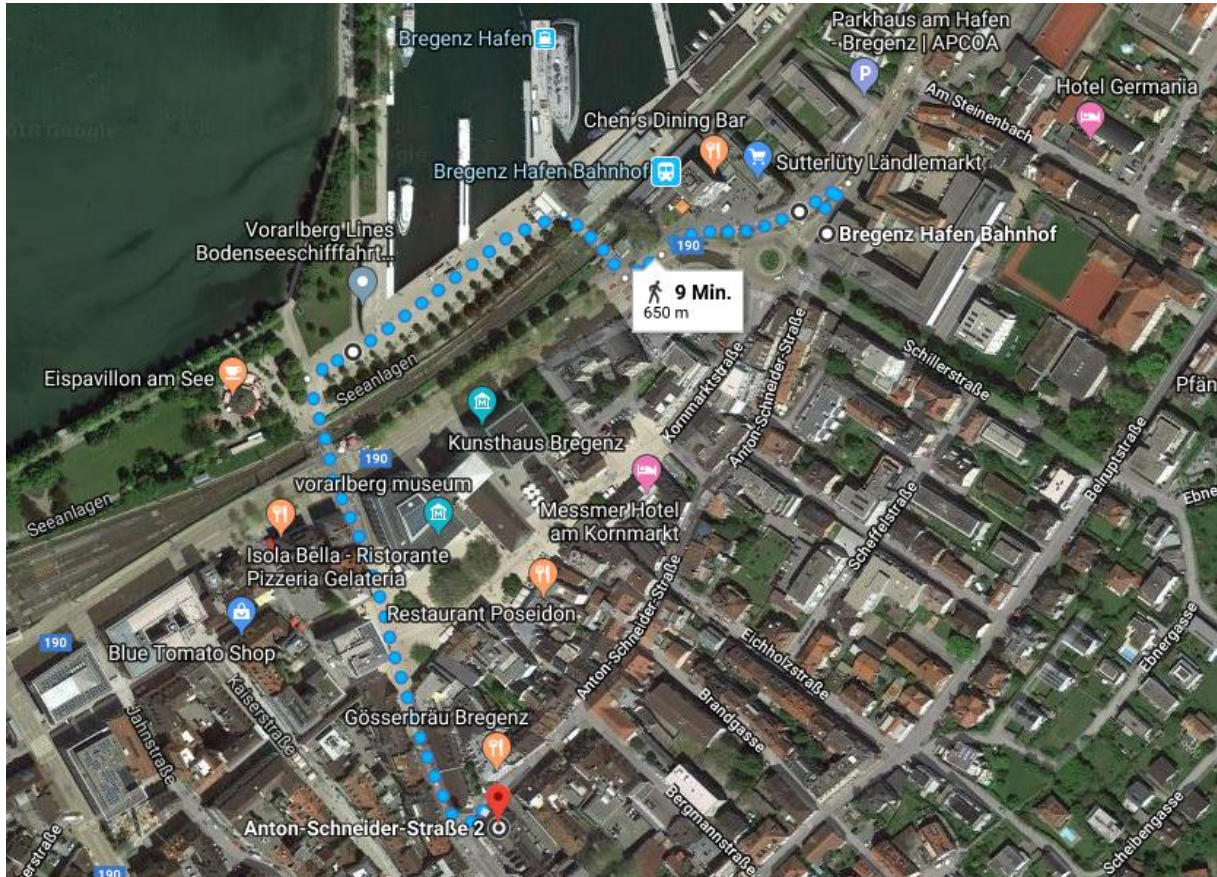 Parkhaus am Hafen
- Bregenz | APCOA
Bregenz Hafen
Hotel Germania
Am Steinenbach
Chen's Dining Bar
Bregenz Hafen Bahnhof
Sutterlüty Ländlemarkt
Vorarlberg Lines
Bodenseeschifffahrt...
190
Bregenz Hafen Bahnhof
9 Min.
650 m
Eispavillon am See
Seeanlagen
Kornmarktstraße
Anton-Schneider-Straße
Schillerstraße
Pfän
Kunsthaus Bregenz
190
vorarlberg museum
Belruptstraße
Seeanlagen
Messmer Hotel
am Kornmarkt
Scheffelstraße
Ebne
Isola Bella - Ristorante
Pizzeria Gelateria
Restaurant Poseidon
Anton-Schneider-Straße
190
Blue Tomato Shop
Eichholzstraße
Ebnergasse
Kaiserstraße
Jahnstraße
Gösserbräu Bregenz
Brandgasse
Bergmannstraße
Anton-Schneider-Straße 2
Scheibengasse
erstraße
190